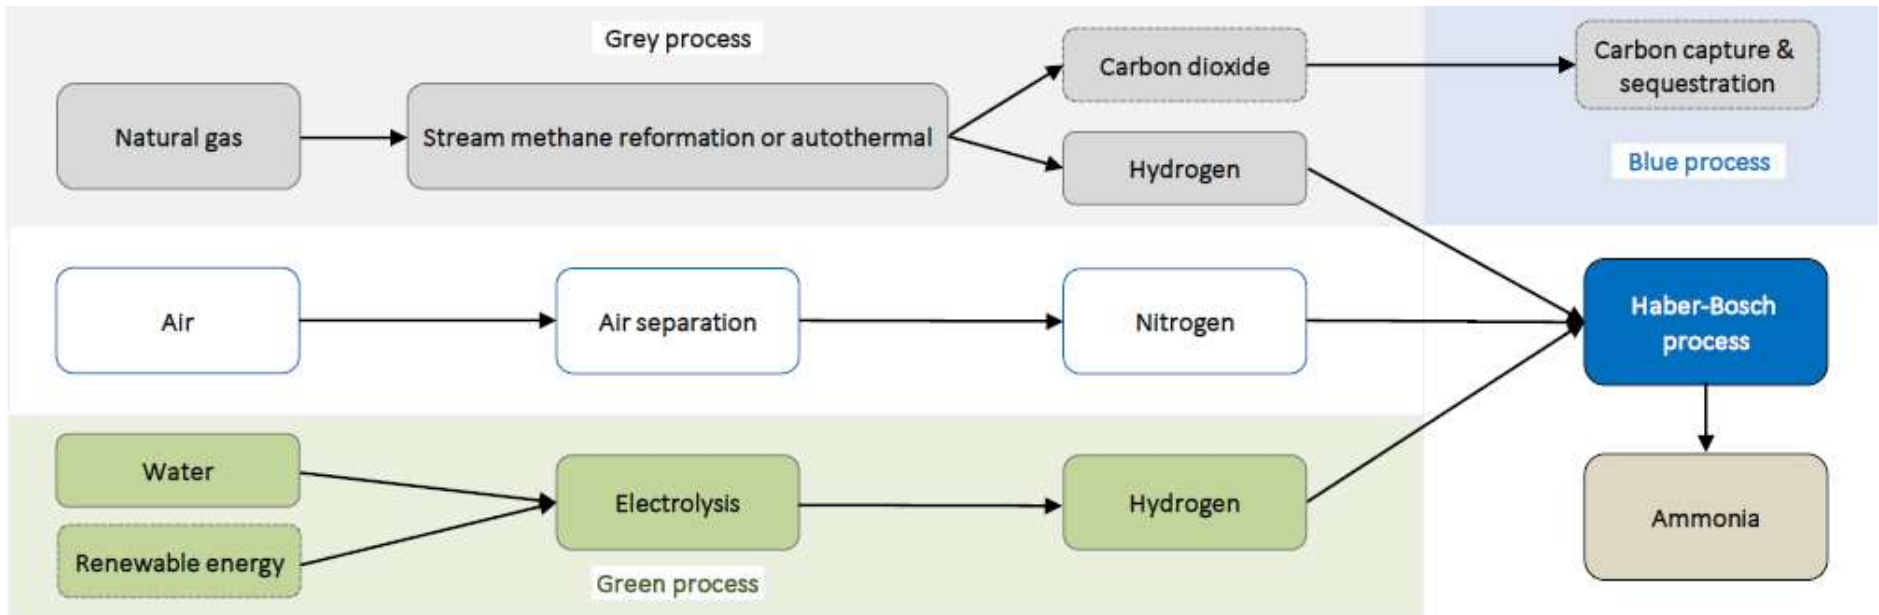 Grey process
Carbon dioxide
Carbon capture &
sequestration
Natural gas
Stream methane reformation or autothermal
Hydrogen
Blue process
Air
Air separation
Nitrogen
Haber-Bosch
process
Water
Renewable energy
Electrolysis
Hydrogen
Ammonia
Green process